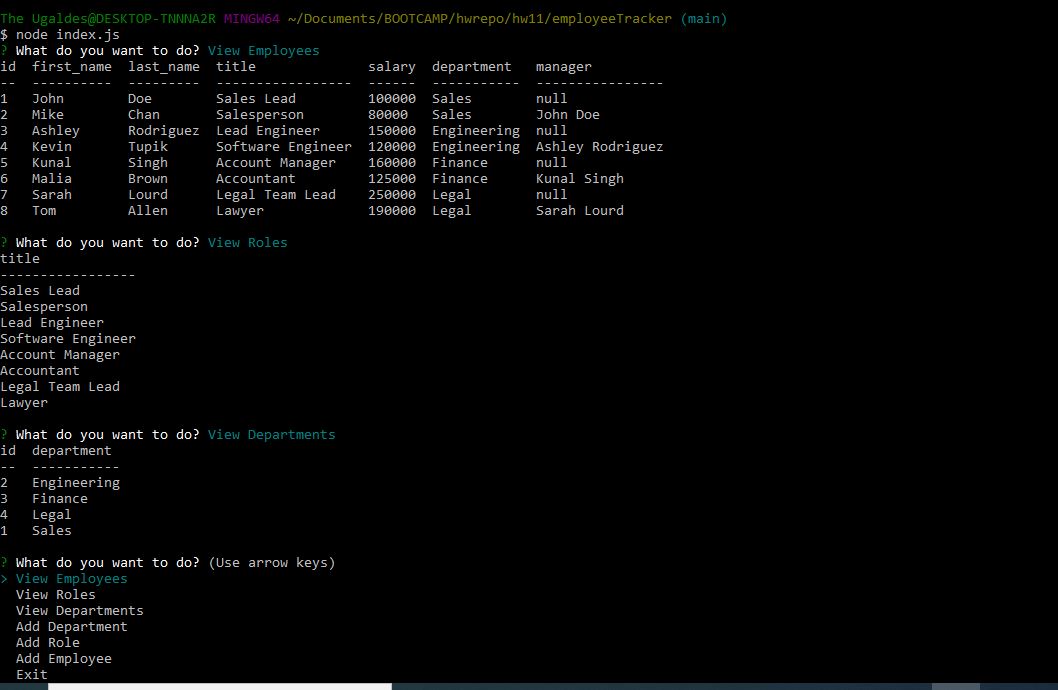 The Ugaldes@DESKTOP-TNNNA2R MINGW64 ~/Documents/BOOTCAMP/hwrepo/hw11/employeeTracker (main)
$ node index.js
? What do you want to do? View Employees
id  first_name  last_name  title              salary  department   manager
--  ----------  ---------  -----------------  ------  -----------  ----------------
1   John        Doe        Sales Lead         100000  Sales        null
2   Mike        Chan       Salesperson        80000   Sales        John Doe
3   Ashley      Rodriguez  Lead Engineer      150000  Engineering  null
4   Kevin       Tupik      Software Engineer  120000  Engineering  Ashley Rodriguez
5   Kunal       Singh      Account Manager    160000  Finance      null
6   Malia       Brown      Accountant         125000  Finance      Kunal Singh
7   Sarah       Lourd      Legal Team Lead    250000  Legal        null
8   Tom         Allen      Lawyer             190000  Legal        Sarah Lourd
? What do you want to do? View Roles
title
-----------------
Sales Lead
Salesperson
Lead Engineer
Software Engineer
Account Manager
Accountant
Legal Team Lead
Lawyer
? What do you want to do? View Departments
id  department
--  -----------
2   Engineering
3   Finance
4   Legal
1   Sales
? What do you want to do? (Use arrow keys)
> View Employees
  View Roles
  View Departments
  Add Department
  Add Role
  Add Employee
  Exit